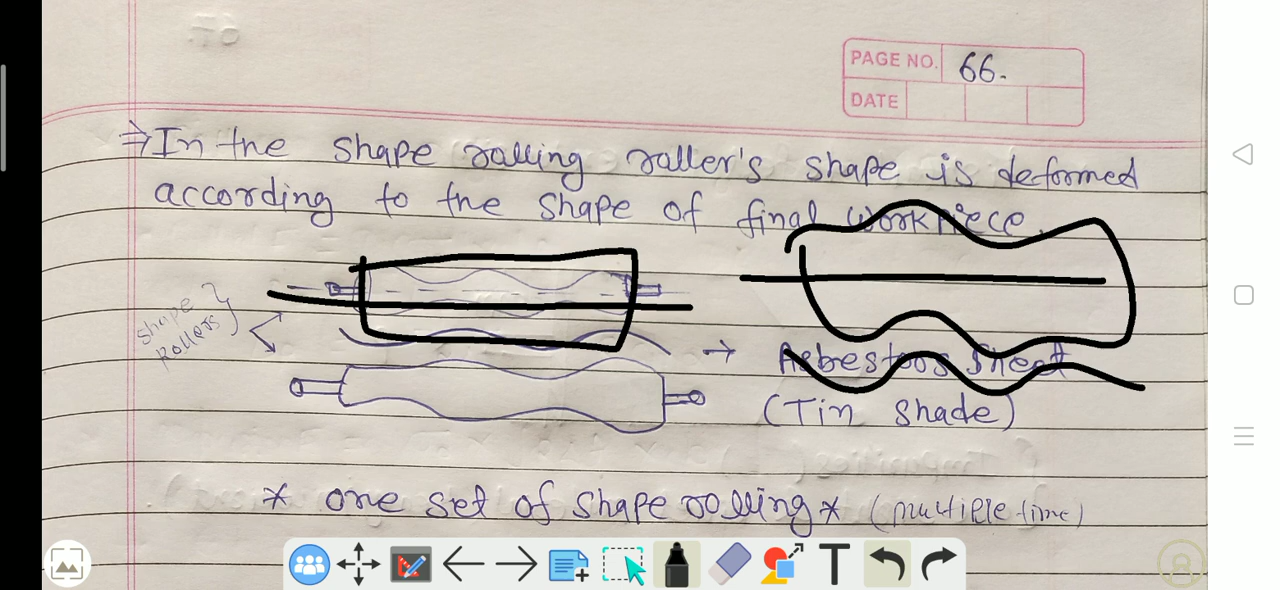 PAGE NO. 66.
DATE
⇒ In the shape rolling roller's shape is deformed
according to the shape of final workpiece.
Shape
Rollers
→ Asbestoos Sheet
(Tin Shade)
* one set of shape rolling * (multiple time)
T